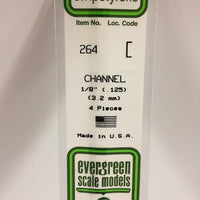 Item No. Loc. Code
264
CHANNEL
1/8" (.125)
(3.2 mm)
4 Pieces
Made in U.S.A.
evergreen
scale models